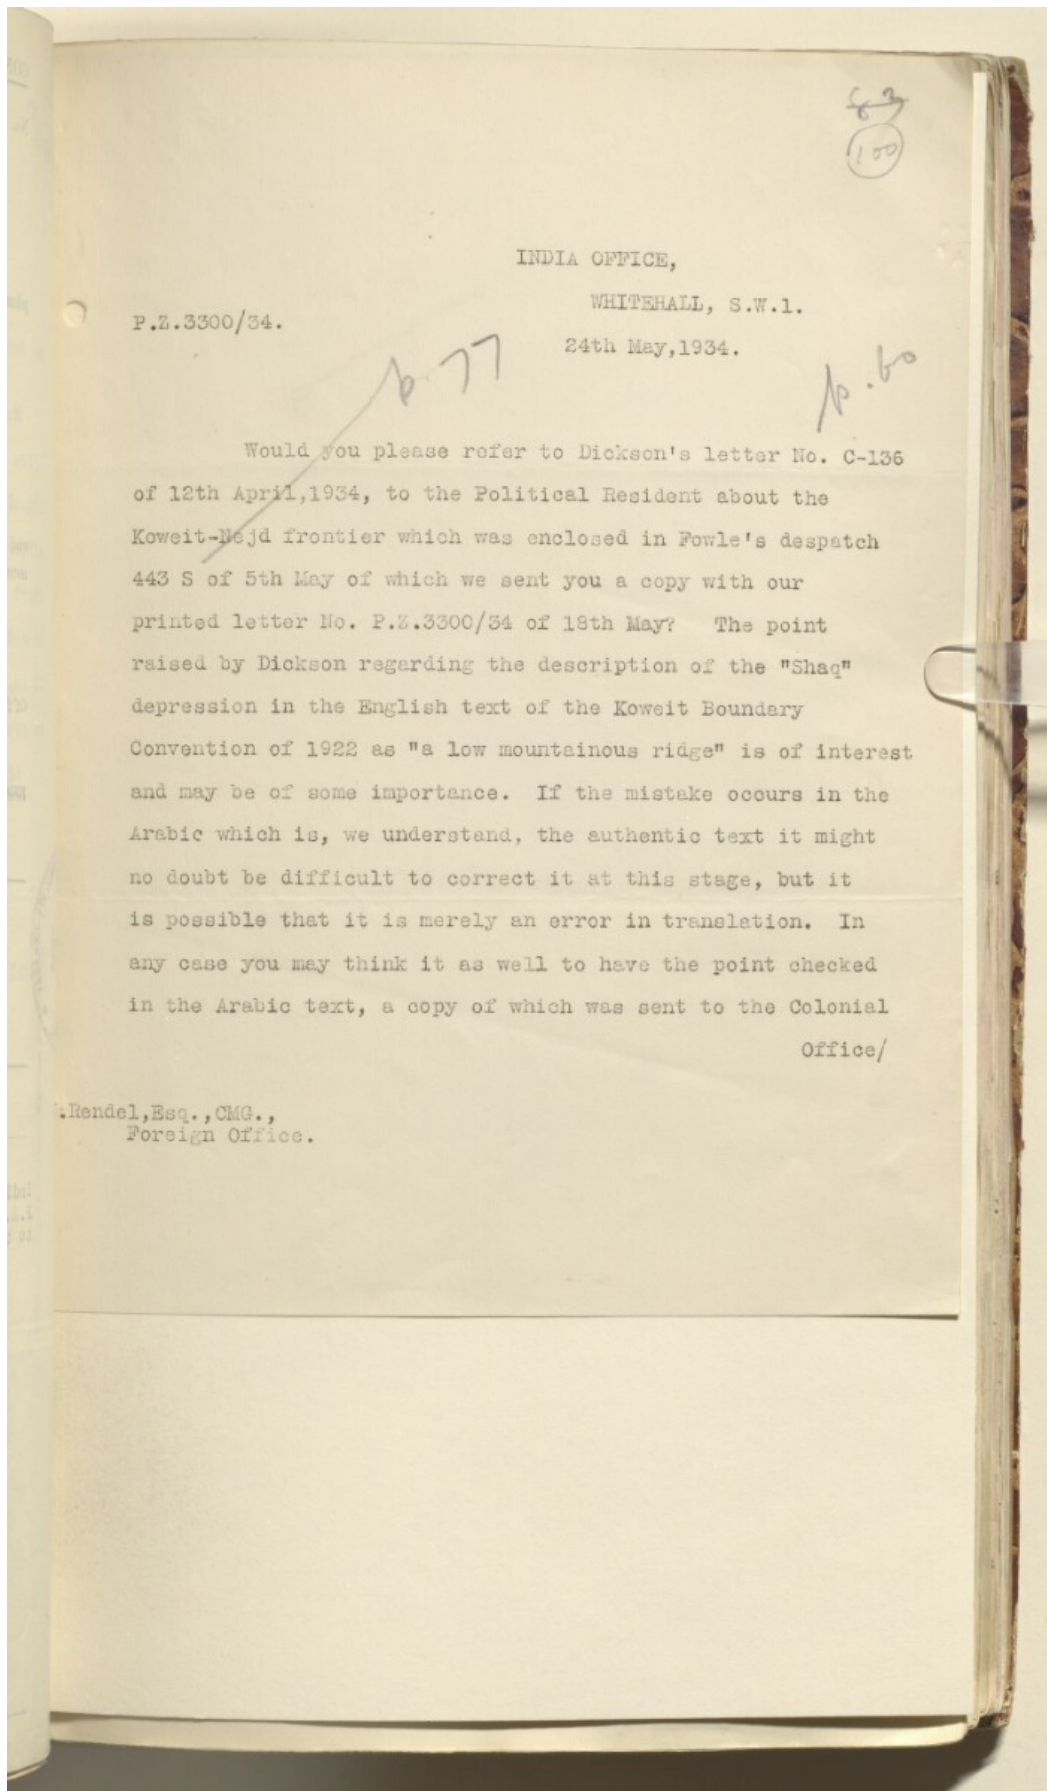 100
INDIA OFFICE,
WHITEHALL, S.W.1.
P.Z.3300/34.
24th May,1934.
p. 77
p. 60
Would you please refer to Dickson's letter No. C-136
of 12th April,1934, to the Political Resident about the
Koweit-Nejd frontier which was enclosed in Fowle's despatch
443 S of 5th May of which we sent you a copy with our
printed letter No. P.Z.3300/34 of 18th May? The point
raised by Dickson regarding the description of the "Shaq"
depression in the English text of the Koweit Boundary
Convention of 1922 as "a low mountainous ridge" is of interest
and may be of some importance. If the mistake occurs in the
Arabic which is, we understand, the authentic text it might
no doubt be difficult to correct it at this stage, but it
is possible that it is merely an error in translation. In
any case you may think it as well to have the point checked
in the Arabic text, a copy of which was sent to the Colonial
Office/
.Rendel,Esq.,CMG.,
Foreign Office.